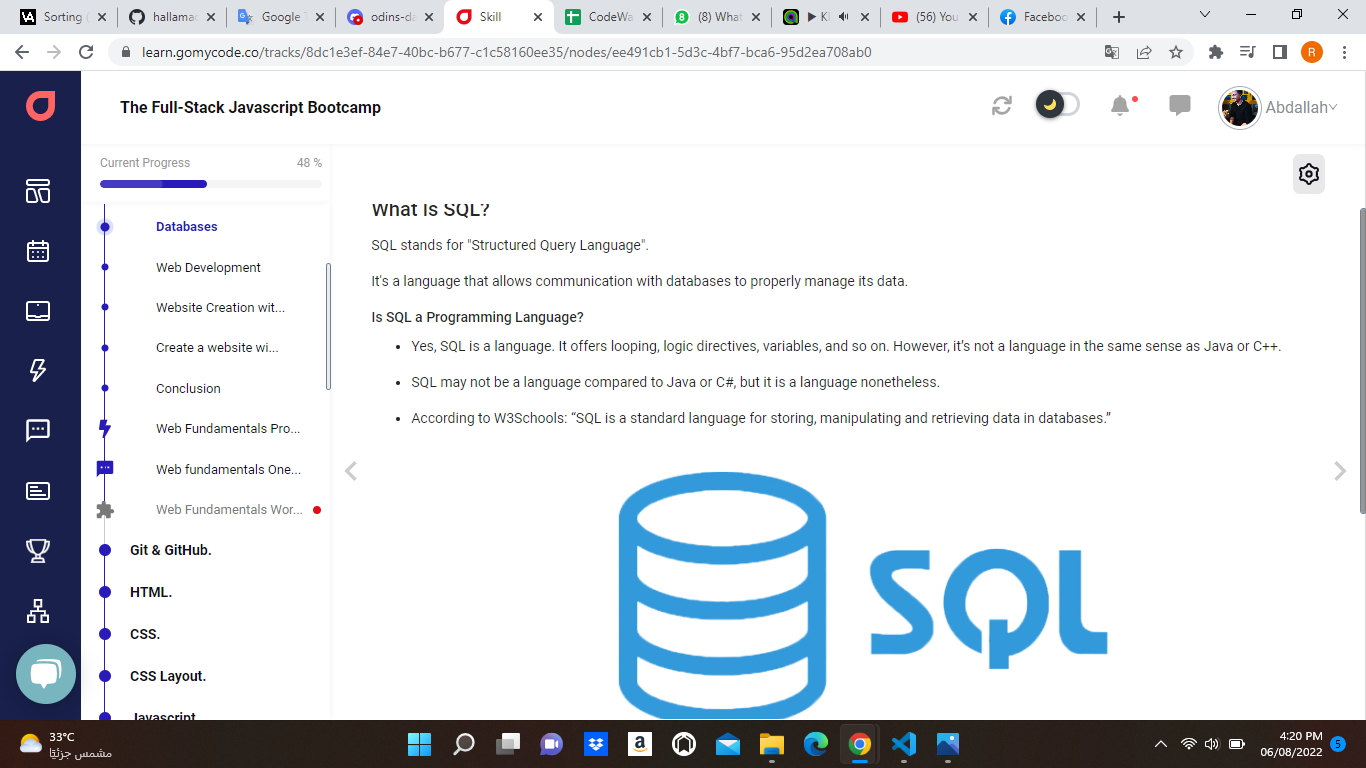 Sorting
hallamac
Google T
odins-da
Skill
CodeWa
(8) What
(56) You
Faceboo
learn.gomycode.co/tracks/8dc1e3ef-84e7-40bc-b677-c1c58160ee35/nodes/ee491cb1-5d3c-4bf7-bca6-95d2ea708ab0
R
The Full-Stack Javascript Bootcamp
Abdallah
Current Progress
48 %
Databases
Web Development
Website Creation wit...
Create a website wi...
Conclusion
Web Fundamentals Pro...
Web fundamentals One...
Web Fundamentals Wor...
Git & GitHub.
HTML.
CSS.
CSS Layout.
Javascript
What Is SQL?
SQL stands for "Structured Query Language".
It's a language that allows communication with databases to properly manage its data.
Is SQL a Programming Language?
• Yes, SQL is a language. It offers looping, logic directives, variables, and so on. However, it’s not a language in the same sense as Java or C++.
• SQL may not be a language compared to Java or C#, but it is a language nonetheless.
• According to W3Schools: “SQL is a standard language for storing, manipulating and retrieving data in databases.”
SQL
33°C
مشمس جزئيًا
4:20 PM
06/08/2022
5